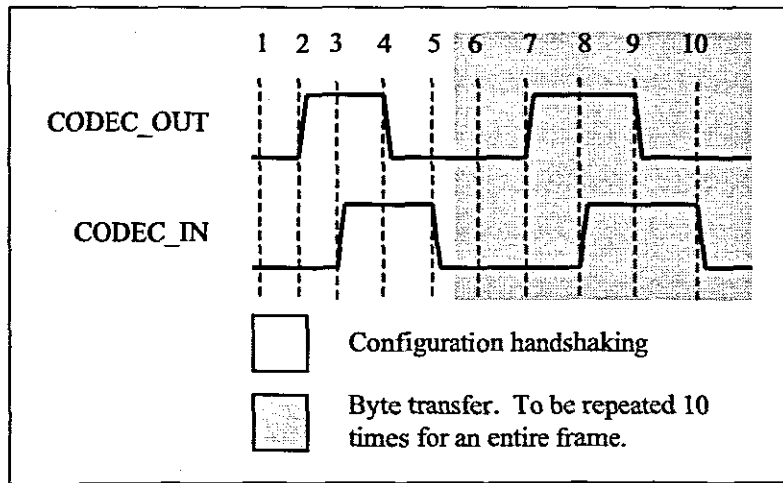 1 2 3 4 5 6 7 8 9 10
CODEC_OUT
CODEC_IN
Configuration handshaking
Byte transfer. To be repeated 10
times for an entire frame.